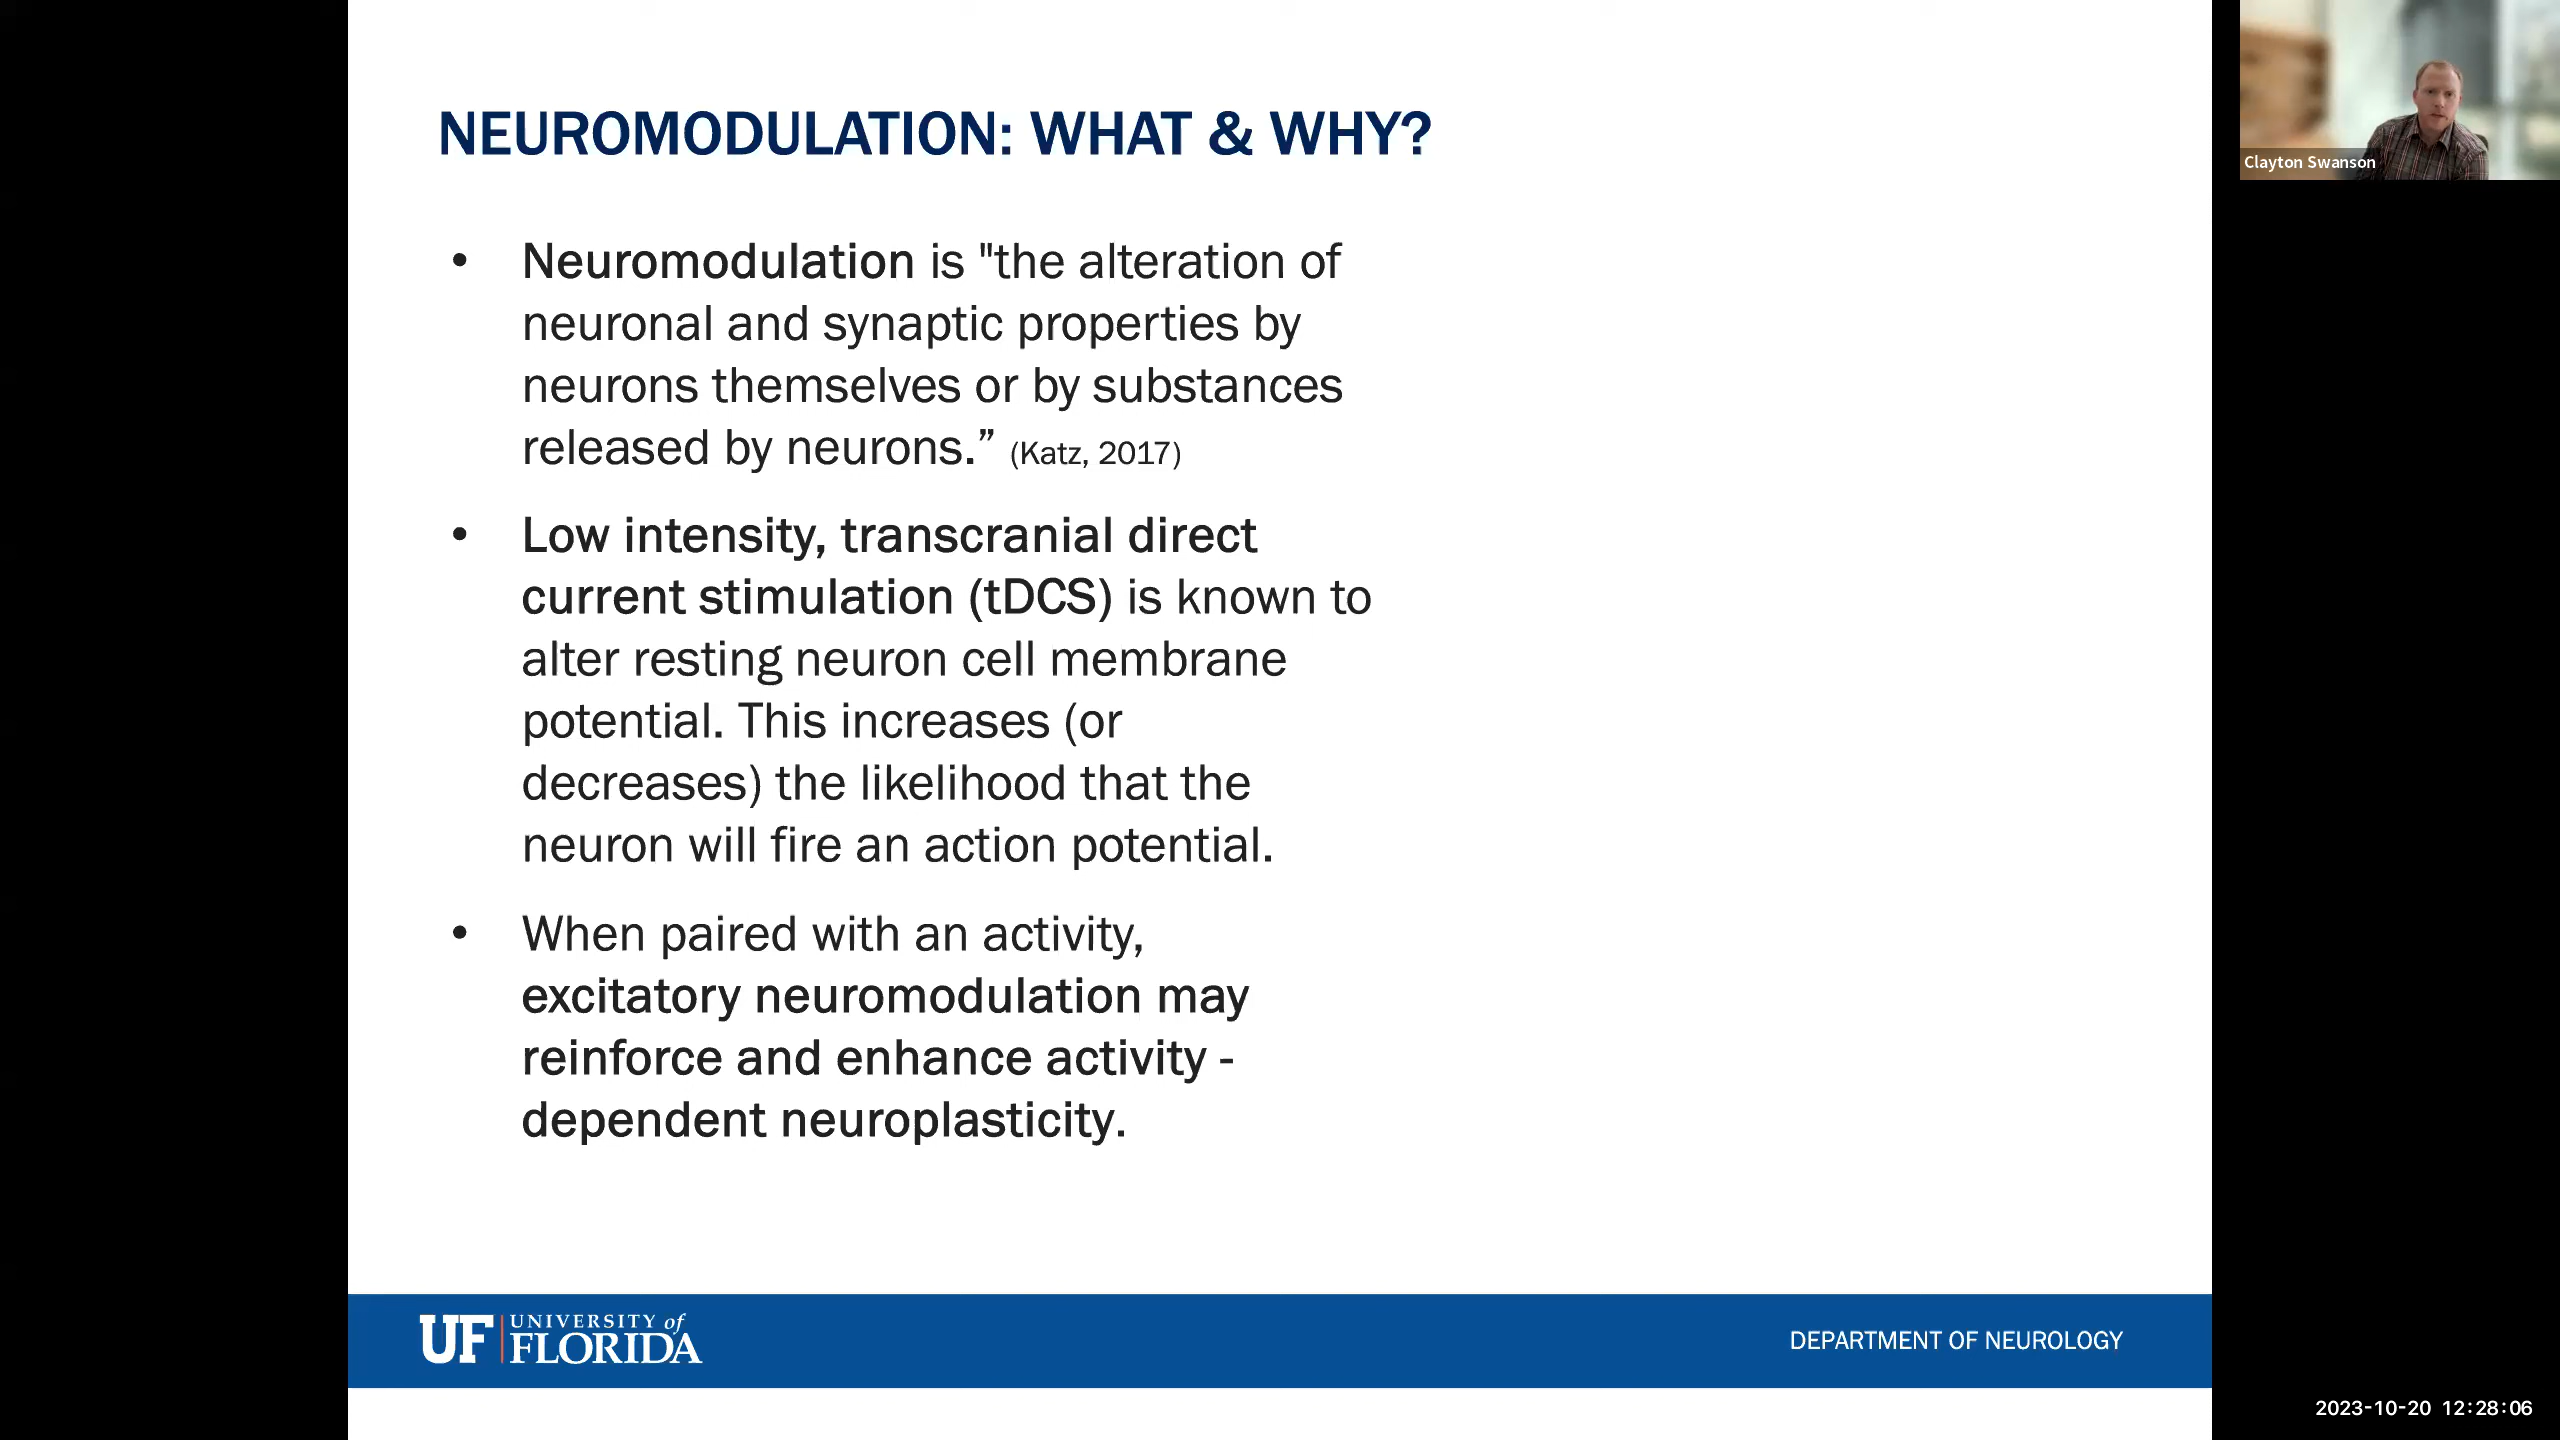 NEUROMODULATION: WHAT & WHY?
• Neuromodulation is "the alteration of
neuronal and synaptic properties by
neurons themselves or by substances
released by neurons.” (Katz, 2017)
• Low intensity, transcranial direct
current stimulation (tDCS) is known to
alter resting neuron cell membrane
potential. This increases (or
decreases) the likelihood that the
neuron will fire an action potential.
• When paired with an activity,
excitatory neuromodulation may
reinforce and enhance activity -
dependent neuroplasticity.
UF UNIVERSITY of
FLORIDA
DEPARTMENT OF NEUROLOGY
Clayton Swanson
2023-10-20 12:28:06